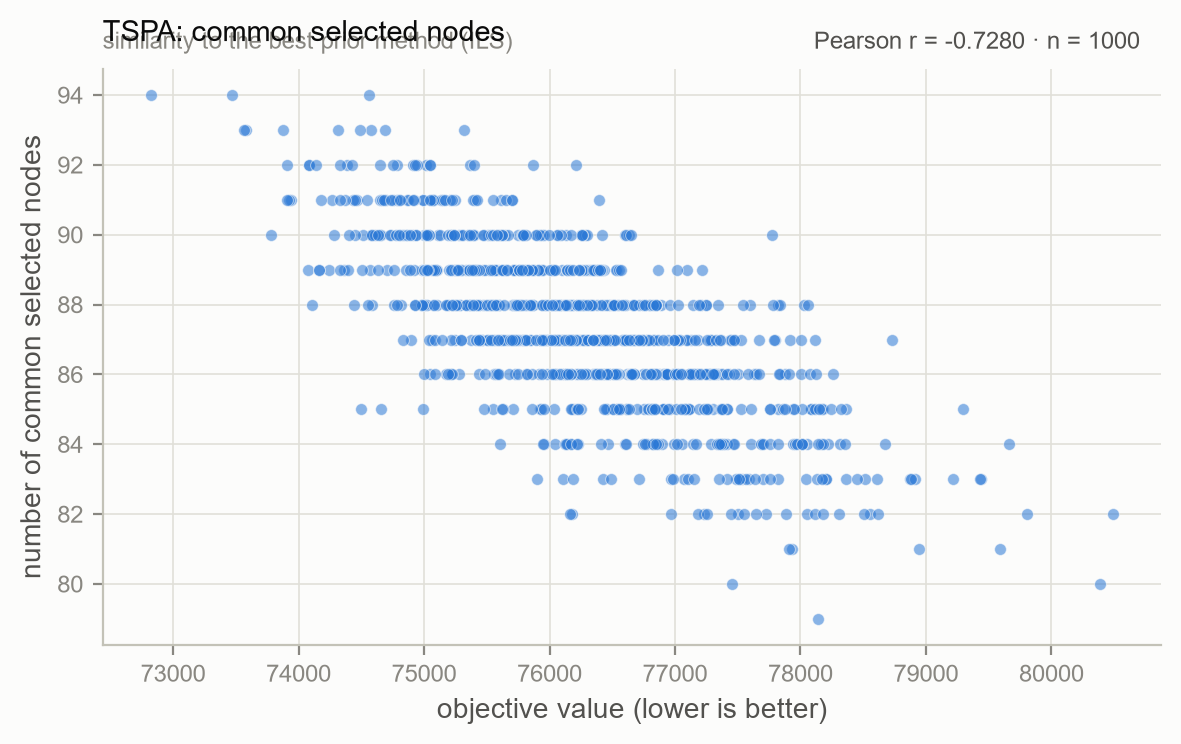 TSPA: common selected nodes
similarity to the best prior method (ILS)
Pearson r = -0.7280 · n = 1000
94
92
90
88
86
84
82
80
number of common selected nodes
73000 74000 75000 76000 77000 78000 79000 80000
objective value (lower is better)